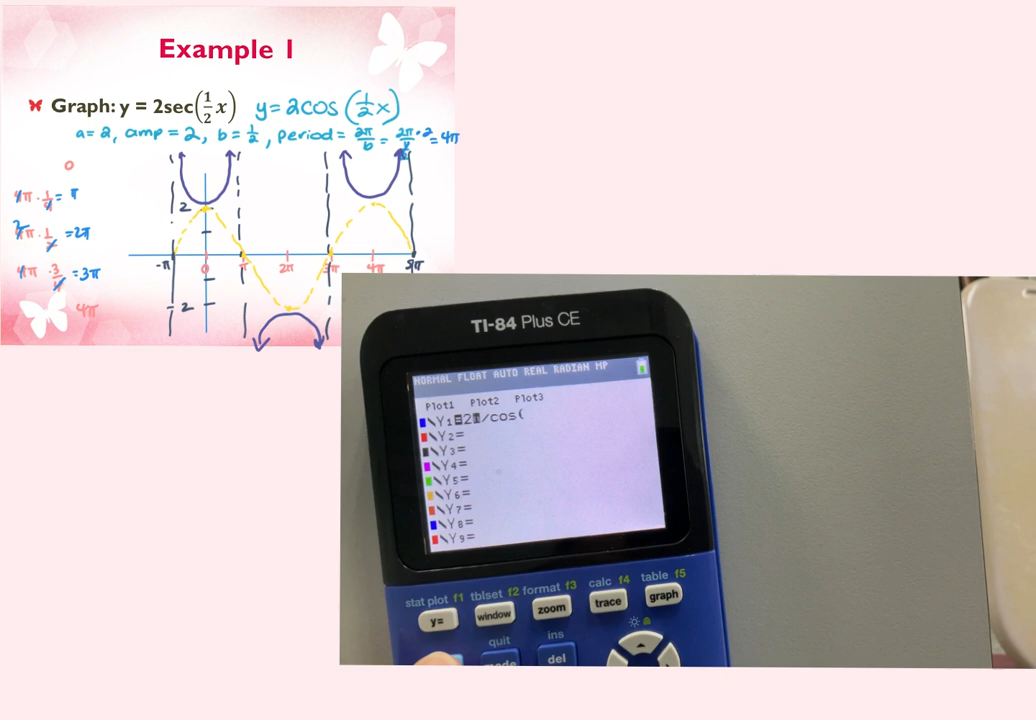 Example 1
Graph: y = 2sec(1/2 x) y = 2cos(1/2 x)
a = 2, amp = 2, b = 1/2, period = 2π/b = 2π/½ · 2 = 4π
0
4π · 1/4 = π
4π · 1/2 = 2π
4π · 3/4 = 3π
4π
2
-π 0 π 2π 3π 4π 5π
-2
TI-84 Plus CE
NORMAL FLOAT AUTO REAL RADIAN MP
Plot1 Plot2 Plot3
\Y1=2/cos(
\Y2=
\Y3=
\Y4=
\Y5=
\Y6=
\Y7=
\Y8=
\Y9=
stat plot f1 tblset f2 format f3 calc f4 table f5
y= window zoom trace graph
quit ins
del